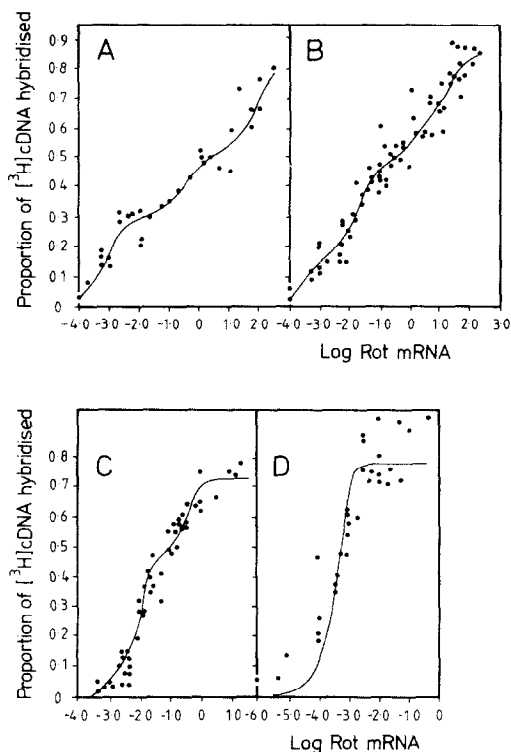 Proportion of [³H]cDNA hybridised
A
B
0·9
0·8
0·7
0·6
0·5
0·4
0·3
0·2
0·1
0
-4·0 -3·0 -2·0 -1·0 0 1·0 2·0
-4·0 -3·0 -2·0 -1·0 0 1·0 2·0 3·0
Log Rot mRNA
Proportion of [³H]cDNA hybridised
C
D
0·8
0·7
0·6
0·5
0·4
0·3
0·2
0·1
0
-4·0 -3·0 -2·0 -1·0 0 1·0
-6·0 -5·0 -4·0 -3·0 -2·0 -1·0 0
Log Rot mRNA